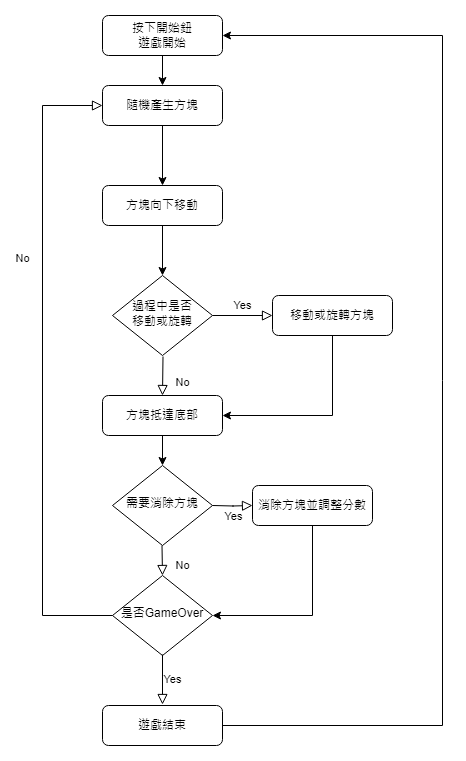 按下開始鈕
遊戲開始
隨機產生方塊
方塊向下移動
No
過程中是否
移動或旋轉
Yes
移動或旋轉方塊
No
方塊抵達底部
需要消除方塊
Yes
消除方塊並調整分數
No
是否GameOver
Yes
遊戲結束